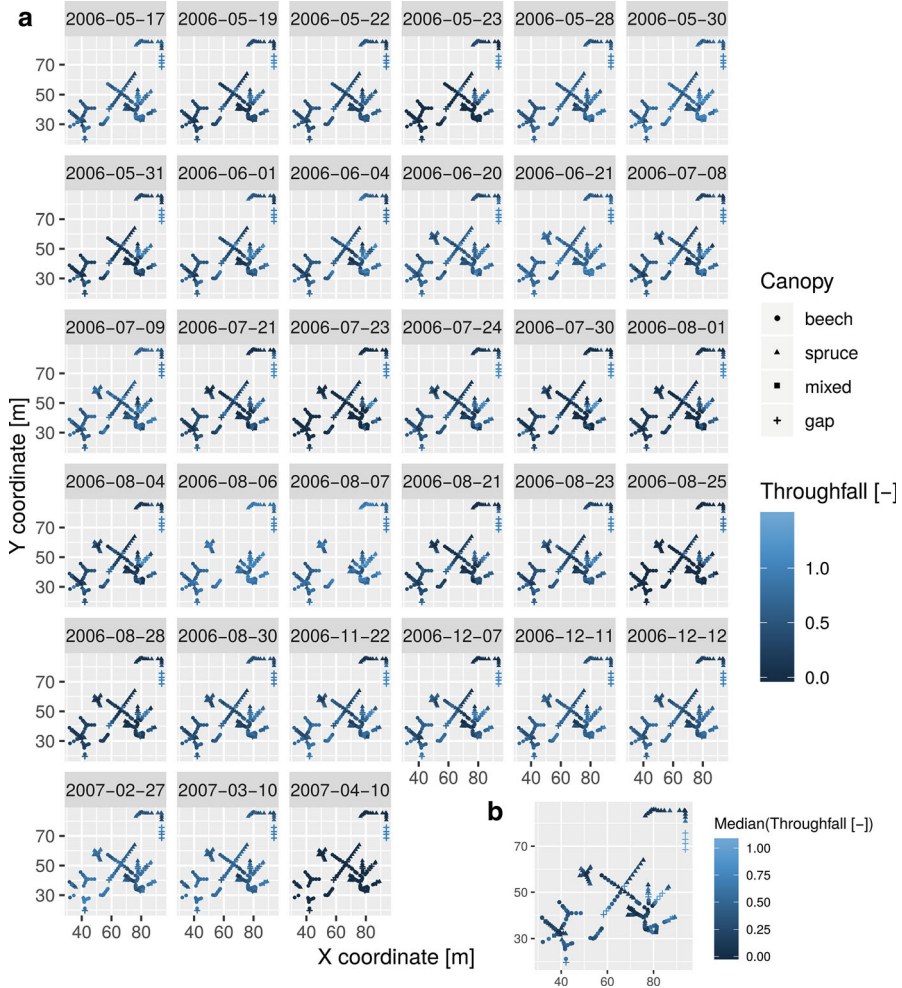 a
2006-05-17 2006-05-19 2006-05-22 2006-05-23 2006-05-28 2006-05-30
70
50
30
2006-05-31 2006-06-01 2006-06-04 2006-06-20 2006-06-21 2006-07-08
70
50
30
2006-07-09 2006-07-21 2006-07-23 2006-07-24 2006-07-30 2006-08-01
70
50
30
2006-08-04 2006-08-06 2006-08-07 2006-08-21 2006-08-23 2006-08-25
70
50
30
2006-08-28 2006-08-30 2006-11-22 2006-12-07 2006-12-11 2006-12-12
70
50
30
40 60 80 40 60 80 40 60 80
2007-02-27 2007-03-10 2007-04-10
70
50
30
40 60 80 40 60 80 40 60 80
X coordinate [m]
Y coordinate [m]
Canopy
beech
spruce
mixed
gap
Throughfall [-]
1.0
0.5
0.0
b
70
50
30
40 60 80
Median(Throughfall [-])
1.00
0.75
0.50
0.25
0.00